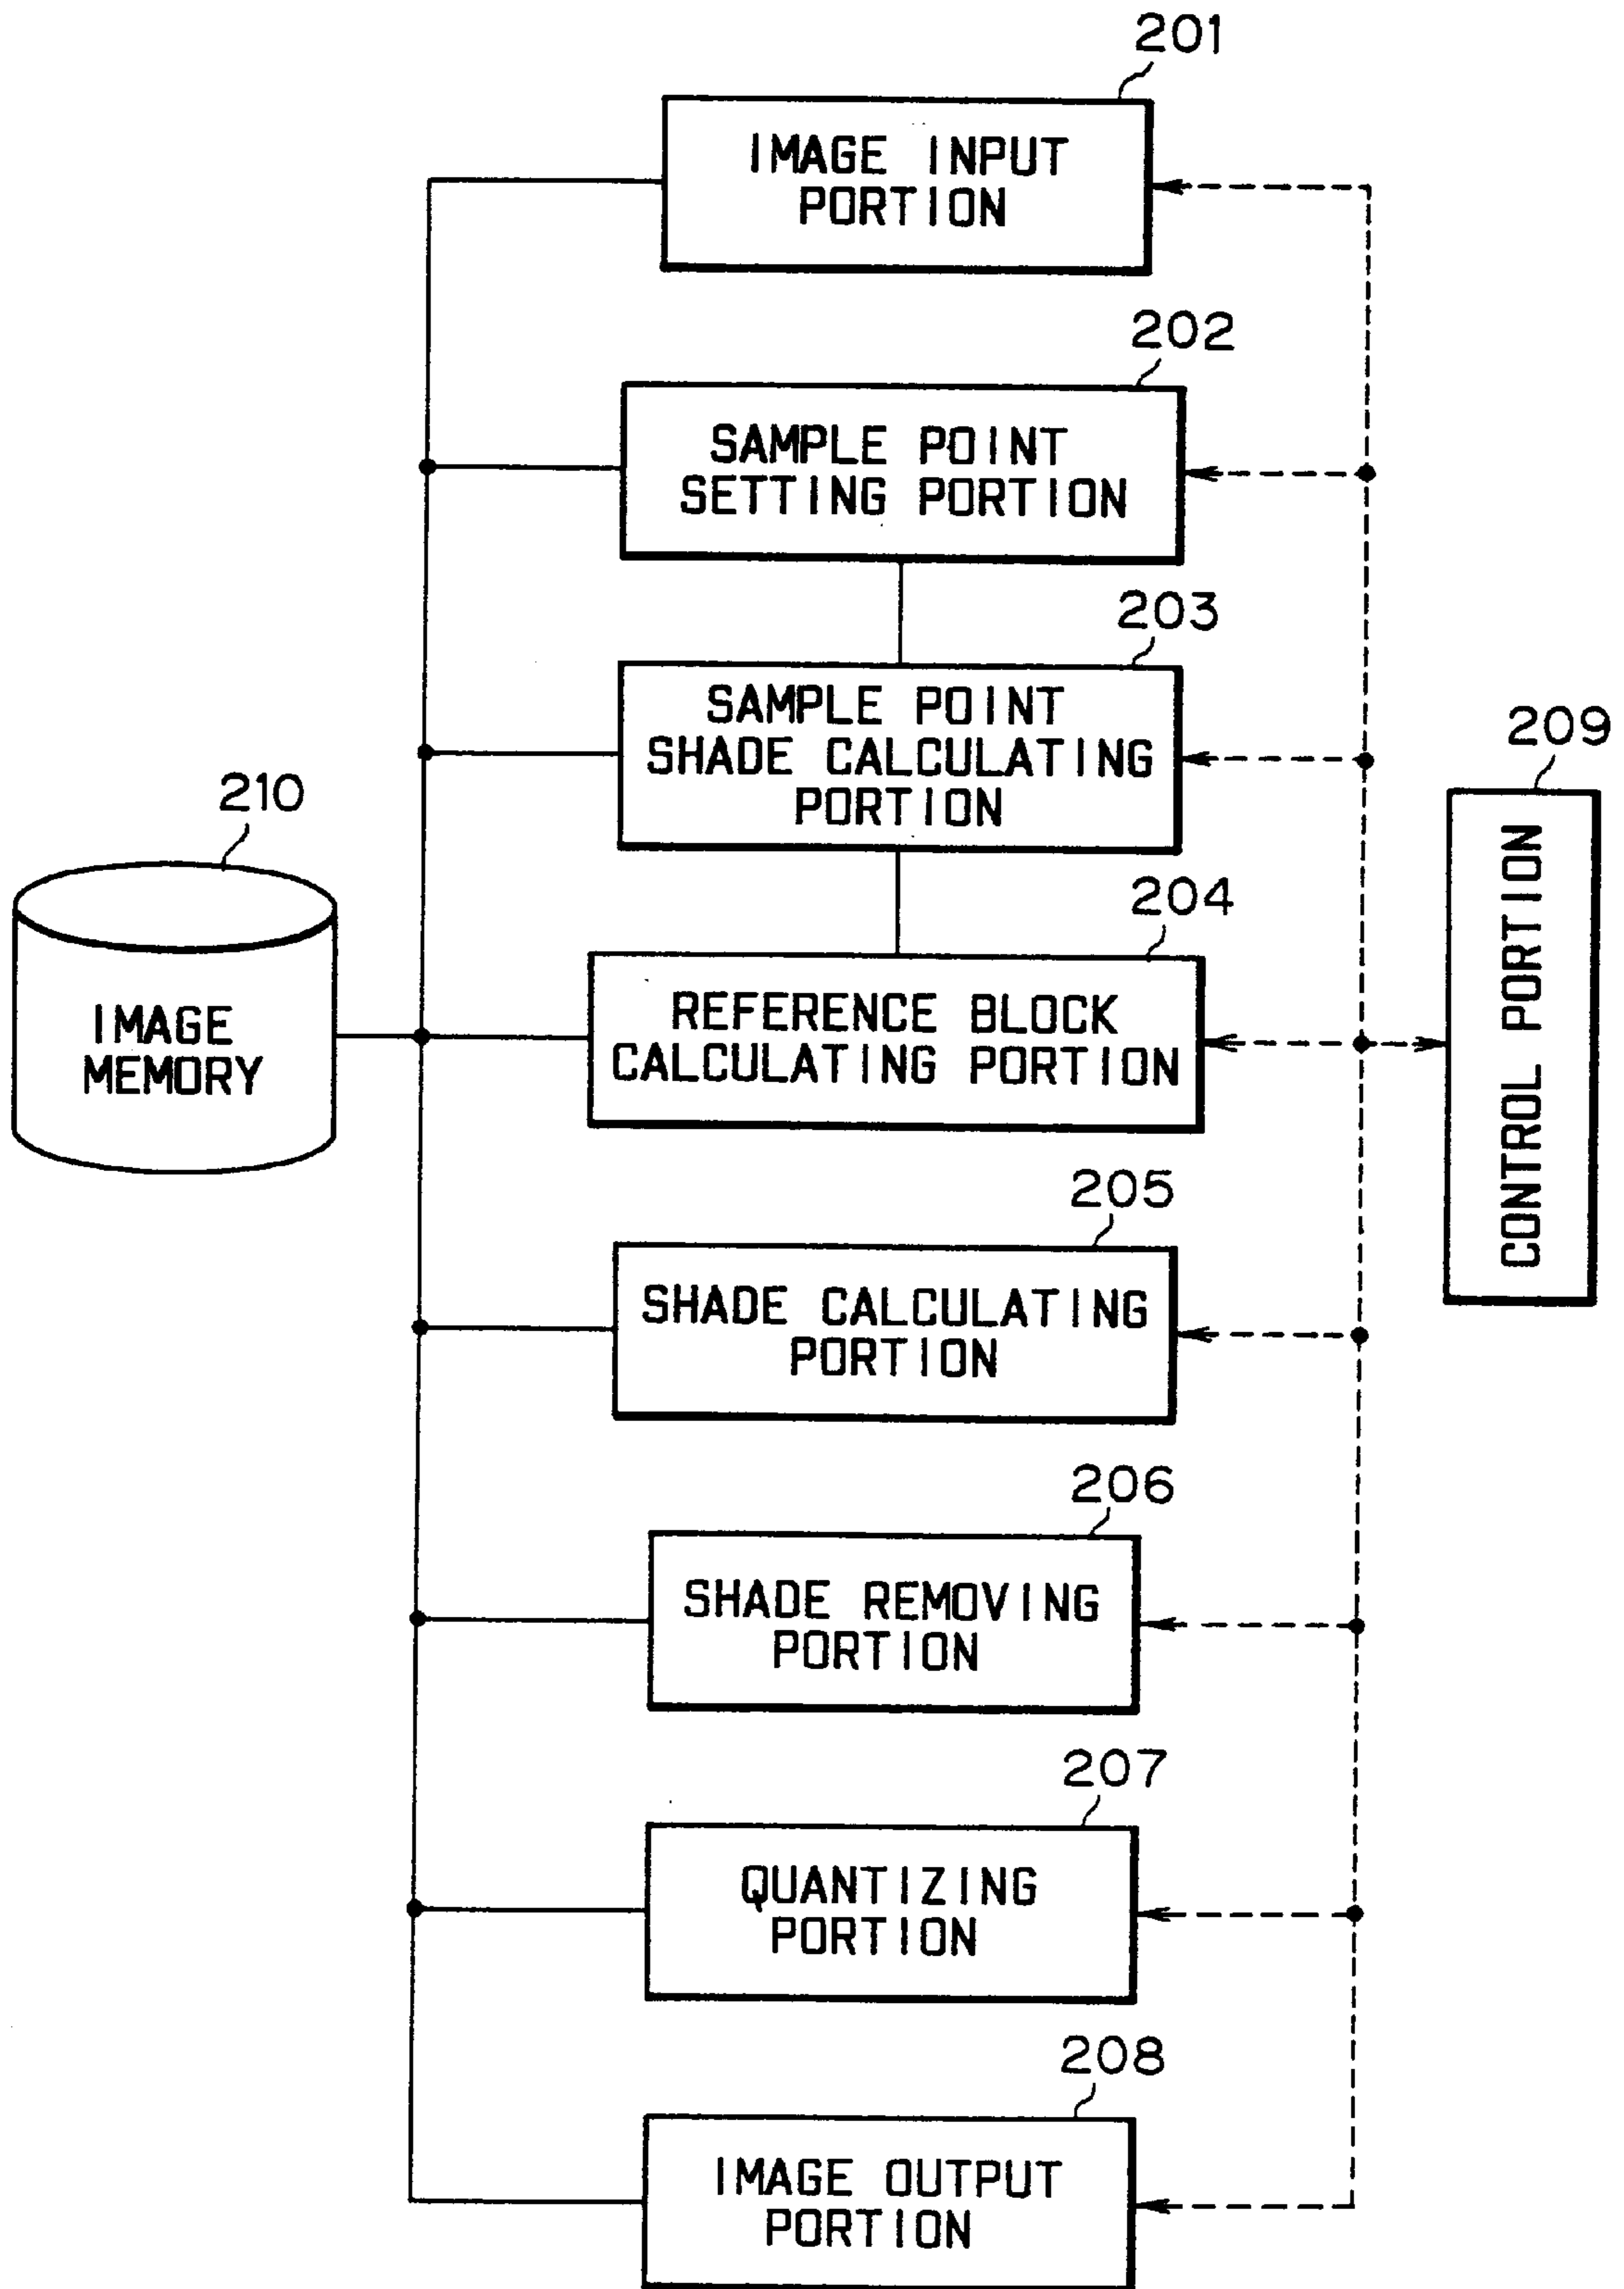 201
IMAGE INPUT
PORTION
202
SAMPLE POINT
SETTING PORTION
203
SAMPLE POINT
SHADE CALCULATING
PORTION
209
CONTROL PORTION
210
IMAGE
MEMORY
204
REFERENCE BLOCK
CALCULATING PORTION
205
SHADE CALCULATING
PORTION
206
SHADE REMOVING
PORTION
207
QUANTIZING
PORTION
208
IMAGE OUTPUT
PORTION